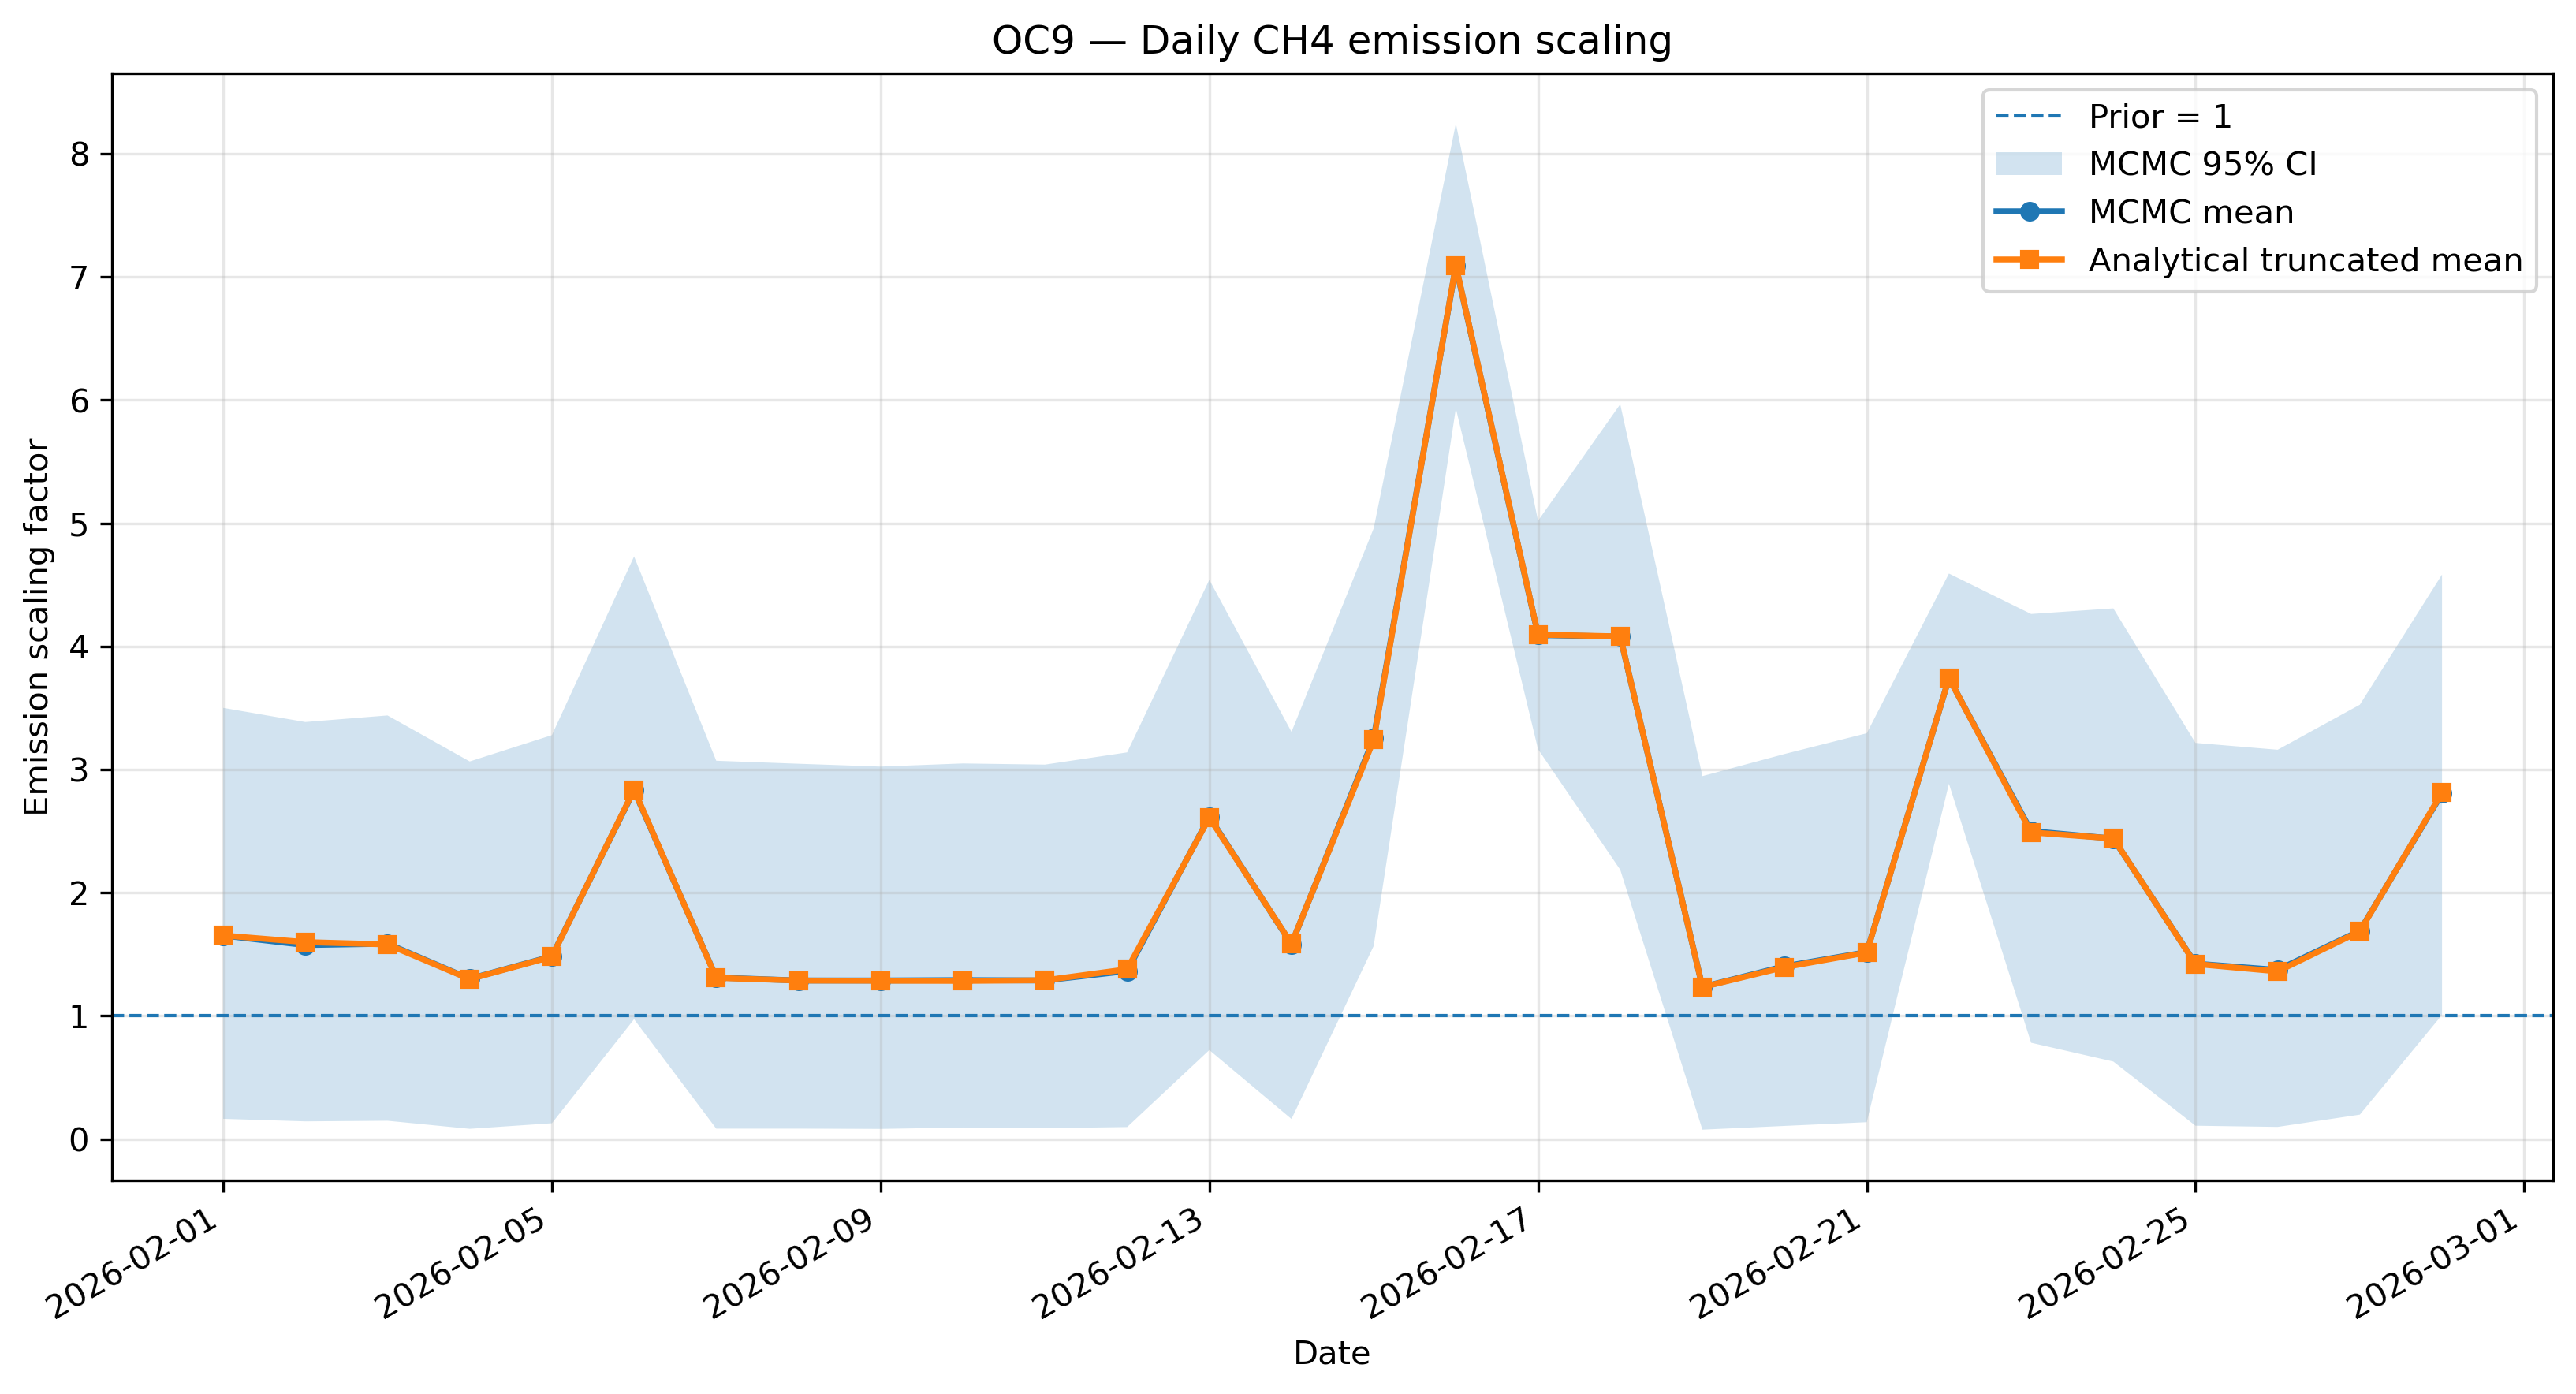 OC9 — Daily CH4 emission scaling
Prior = 1
MCMC 95% CI
MCMC mean
Analytical truncated mean
Emission scaling factor
8
7
6
5
4
3
2
1
0
2026-02-01
2026-02-05
2026-02-09
2026-02-13
2026-02-17
2026-02-21
2026-02-25
2026-03-01
Date